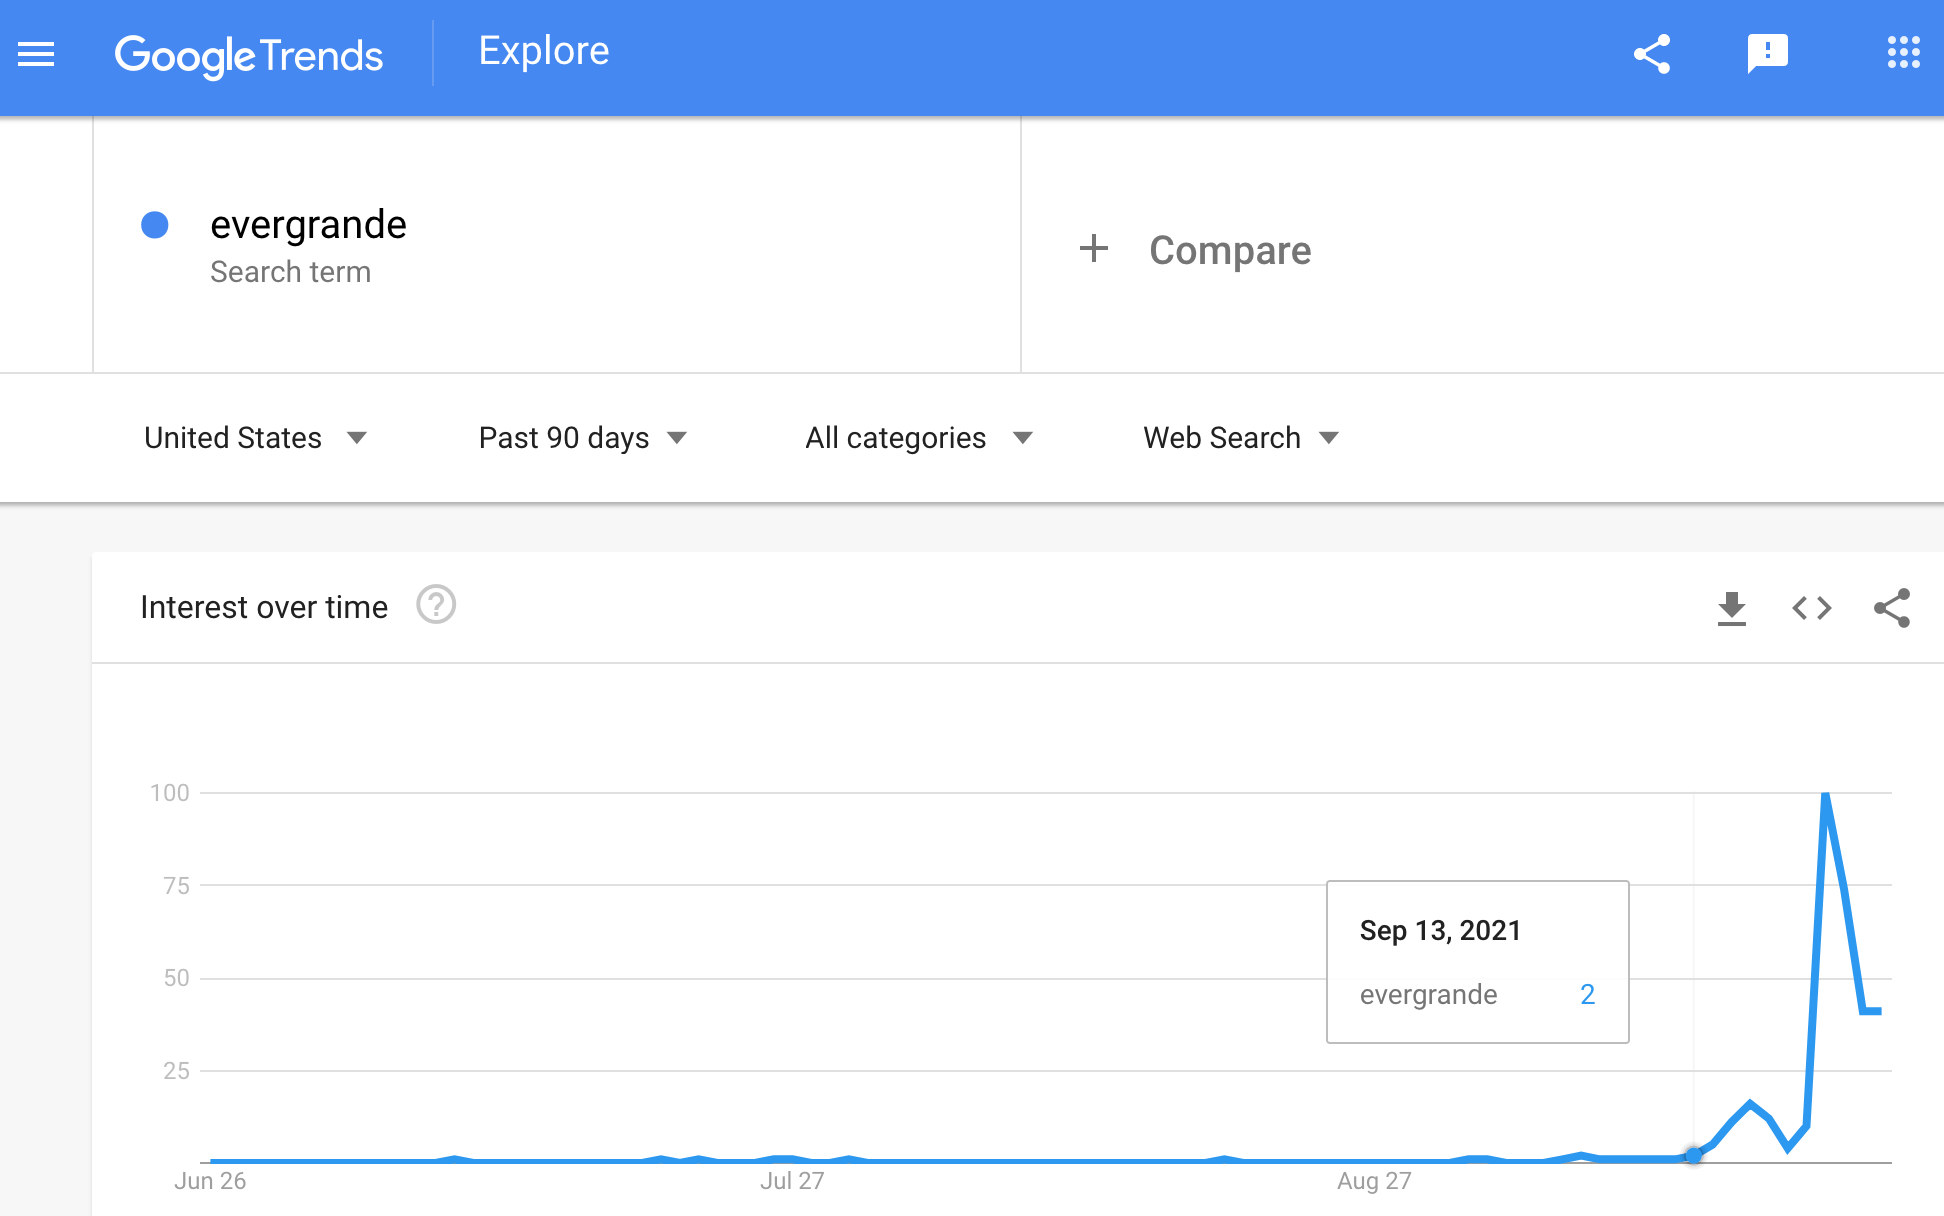 Google Trends
Explore
evergrande
Search term
+ Compare
United States
Past 90 days
All categories
Web Search
Interest over time
100
75
50
25
Sep 13, 2021
evergrande 2
Jun 26
Jul 27
Aug 27